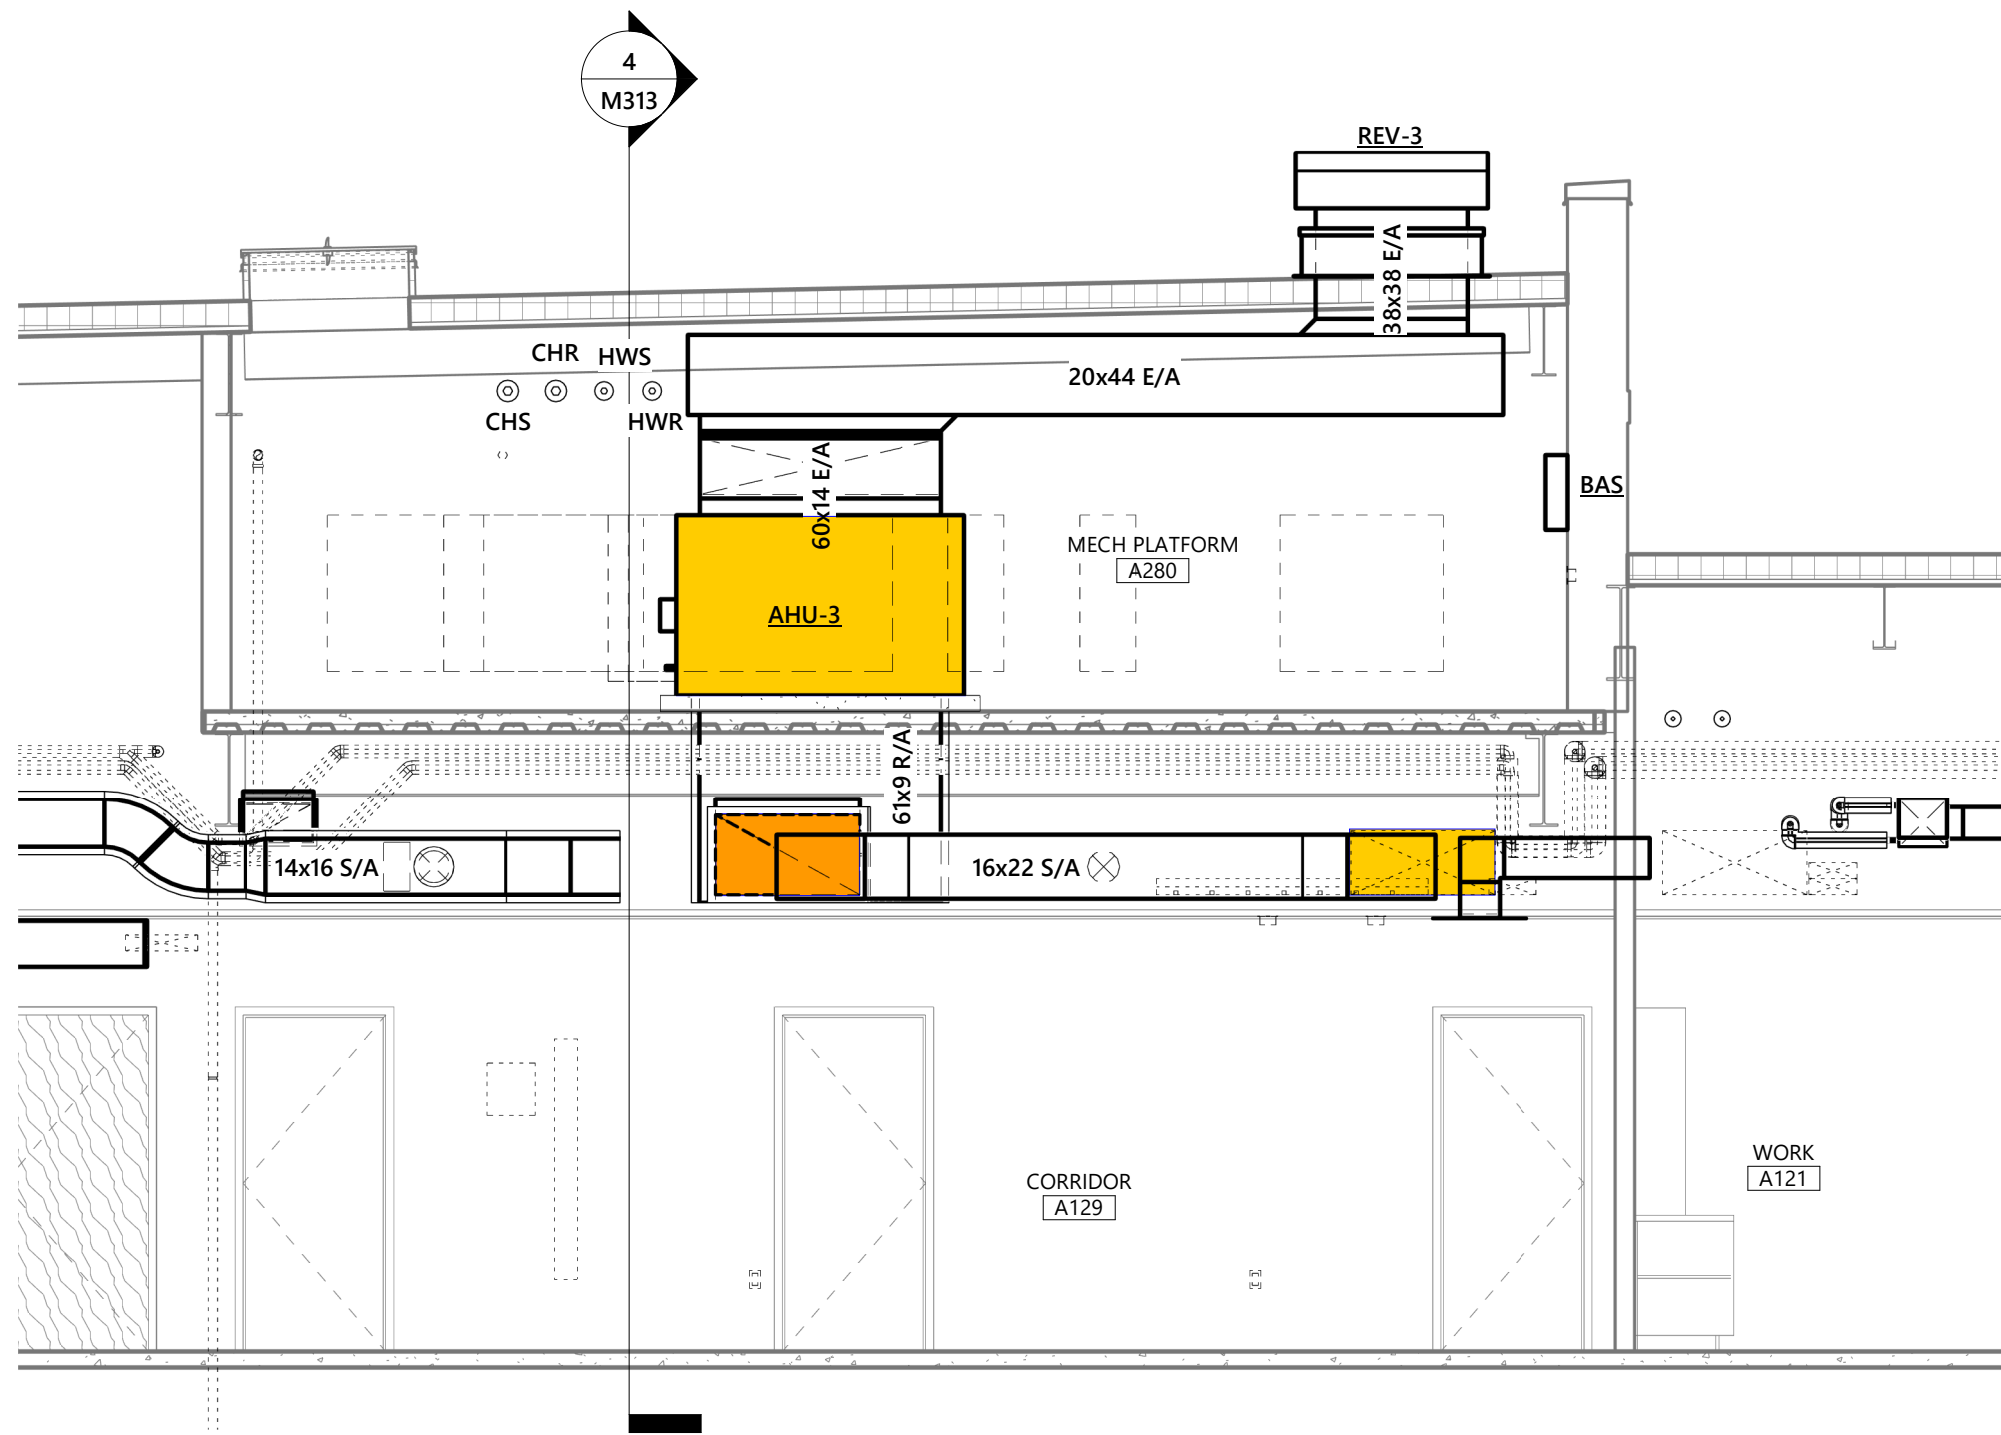 4
M313
REV-3
38x38 E/A
CHR
HWS
20x44 E/A
CHS
HWR
60x14 E/A
BAS
MECH PLATFORM
A280
AHU-3
61x9 R/A
14x16 S/A
16x22 S/A
CORRIDOR
A129
WORK
A121